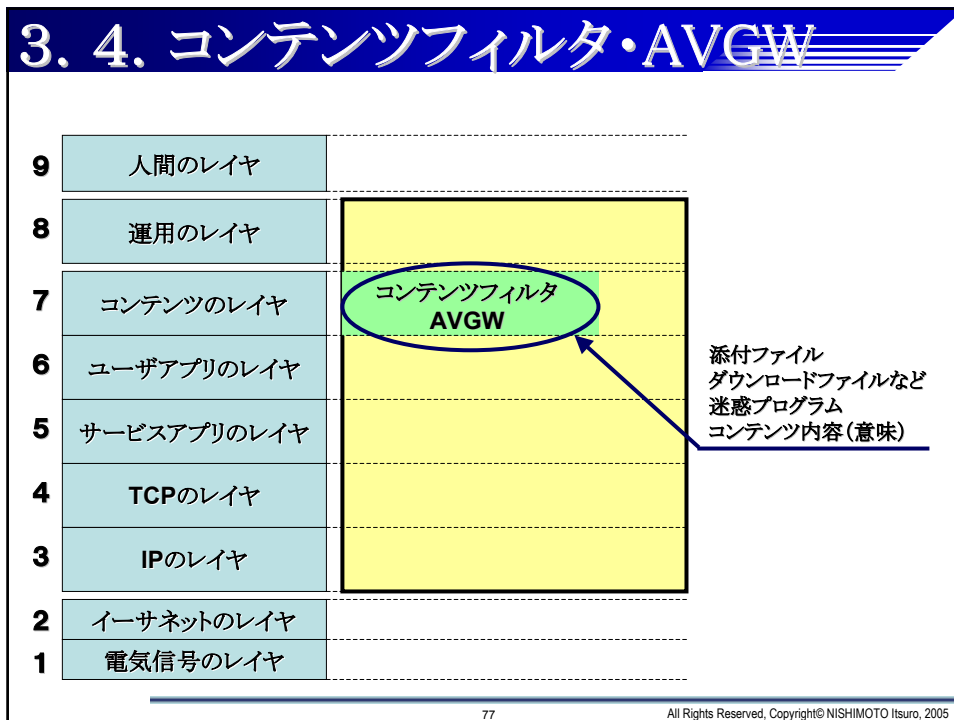 ３．４．コンテンツフィルタ・AVGW
9 人間のレイヤ
8 運用のレイヤ
7 コンテンツのレイヤ
コンテンツフィルタ
AVGW
6 ユーザアプリのレイヤ
5 サービスアプリのレイヤ
4 TCPのレイヤ
3 IPのレイヤ
2 イーサネットのレイヤ
1 電気信号のレイヤ
添付ファイル
ダウンロードファイルなど
迷惑プログラム
コンテンツ内容（意味）
77
All Rights Reserved, Copyright© NISHIMOTO Itsuro, 2005